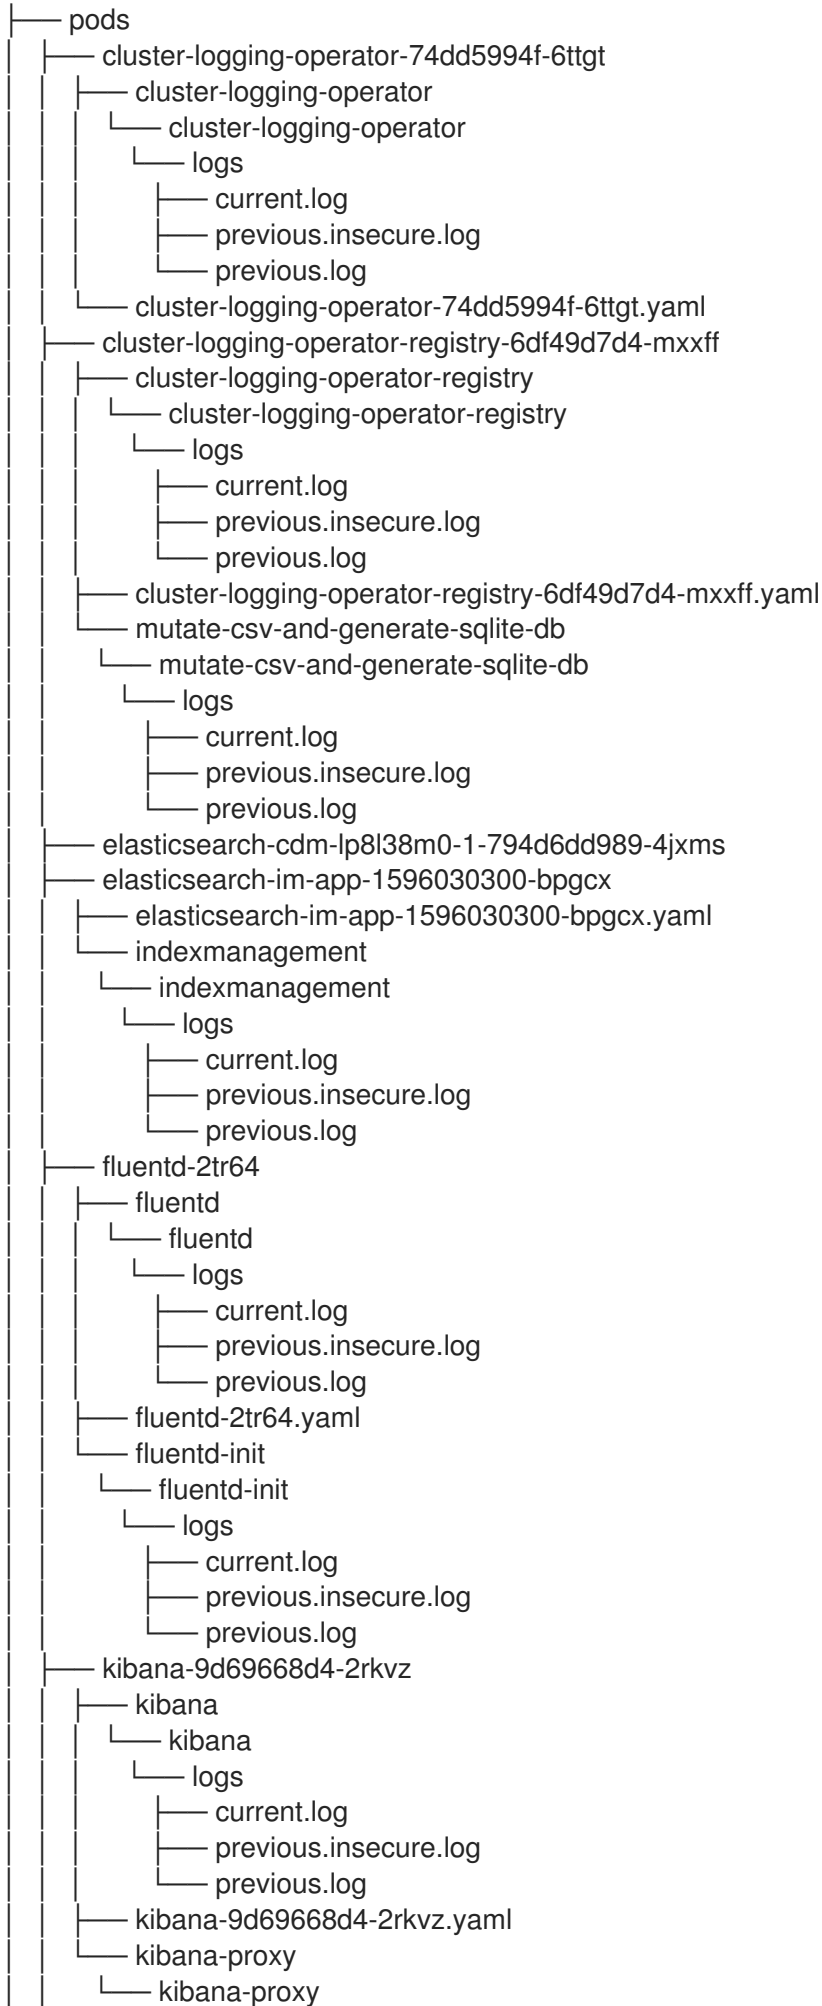 ├── pods
│ ├── cluster-logging-operator-74dd5994f-6ttgt
│ │ ├── cluster-logging-operator
│ │ │ └── cluster-logging-operator
│ │ │ └── logs
│ │ │ ├── current.log
│ │ │ ├── previous.insecure.log
│ │ │ └── previous.log
│ │ └── cluster-logging-operator-74dd5994f-6ttgt.yaml
│ ├── cluster-logging-operator-registry-6df49d7d4-mxxff
│ │ ├── cluster-logging-operator-registry
│ │ │ └── cluster-logging-operator-registry
│ │ │ └── logs
│ │ │ ├── current.log
│ │ │ ├── previous.insecure.log
│ │ │ └── previous.log
│ │ ├── cluster-logging-operator-registry-6df49d7d4-mxxff.yaml
│ │ └── mutate-csv-and-generate-sqlite-db
│ │ └── mutate-csv-and-generate-sqlite-db
│ │ └── logs
│ │ ├── current.log
│ │ ├── previous.insecure.log
│ │ └── previous.log
│ ├── elasticsearch-cdm-lp8l38m0-1-794d6dd989-4jxms
│ ├── elasticsearch-im-app-1596030300-bpgcx
│ │ ├── elasticsearch-im-app-1596030300-bpgcx.yaml
│ │ └── indexmanagement
│ │ └── indexmanagement
│ │ └── logs
│ │ ├── current.log
│ │ ├── previous.insecure.log
│ │ └── previous.log
│ ├── fluentd-2tr64
│ │ ├── fluentd
│ │ │ └── fluentd
│ │ │ └── logs
│ │ │ ├── current.log
│ │ │ ├── previous.insecure.log
│ │ │ └── previous.log
│ │ ├── fluentd-2tr64.yaml
│ │ └── fluentd-init
│ │ └── fluentd-init
│ │ └── logs
│ │ ├── current.log
│ │ ├── previous.insecure.log
│ │ └── previous.log
│ ├── kibana-9d69668d4-2rkvz
│ │ ├── kibana
│ │ │ └── kibana
│ │ │ └── logs
│ │ │ ├── current.log
│ │ │ ├── previous.insecure.log
│ │ │ └── previous.log
│ │ ├── kibana-9d69668d4-2rkvz.yaml
│ │ └── kibana-proxy
│ │ └── kibana-proxy